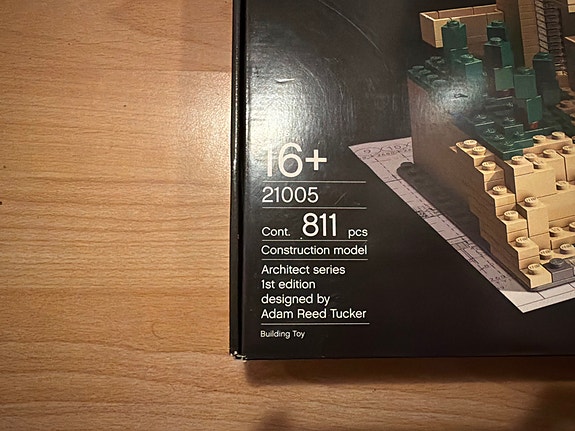 16+
21005
Cont. 811 pcs
Construction model
Architect series
1st edition
designed by
Adam Reed Tucker
Building Toy